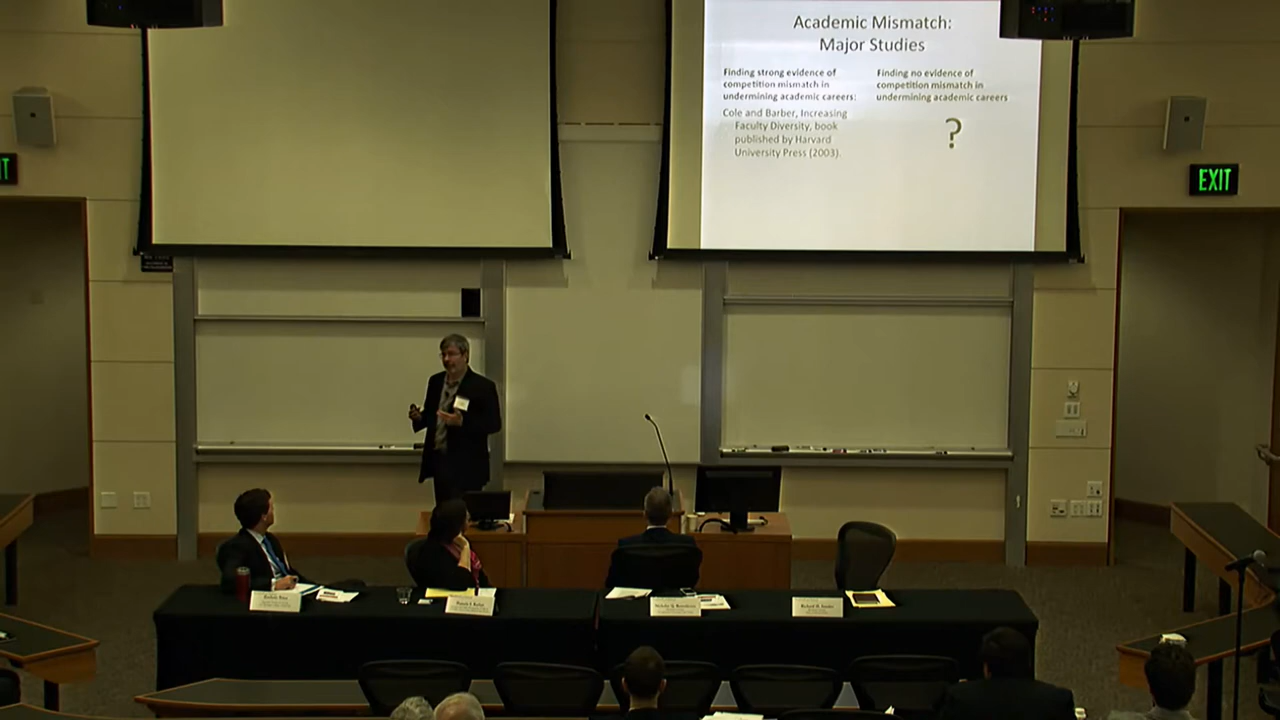 Academic Mismatch:
Major Studies
Finding strong evidence of
competition mismatch in
undermining academic careers:
Cole and Barber, Increasing
Faculty Diversity, book
published by Harvard
University Press (2003).
Finding no evidence of
competition mismatch in
undermining academic careers
?
EXIT
IT